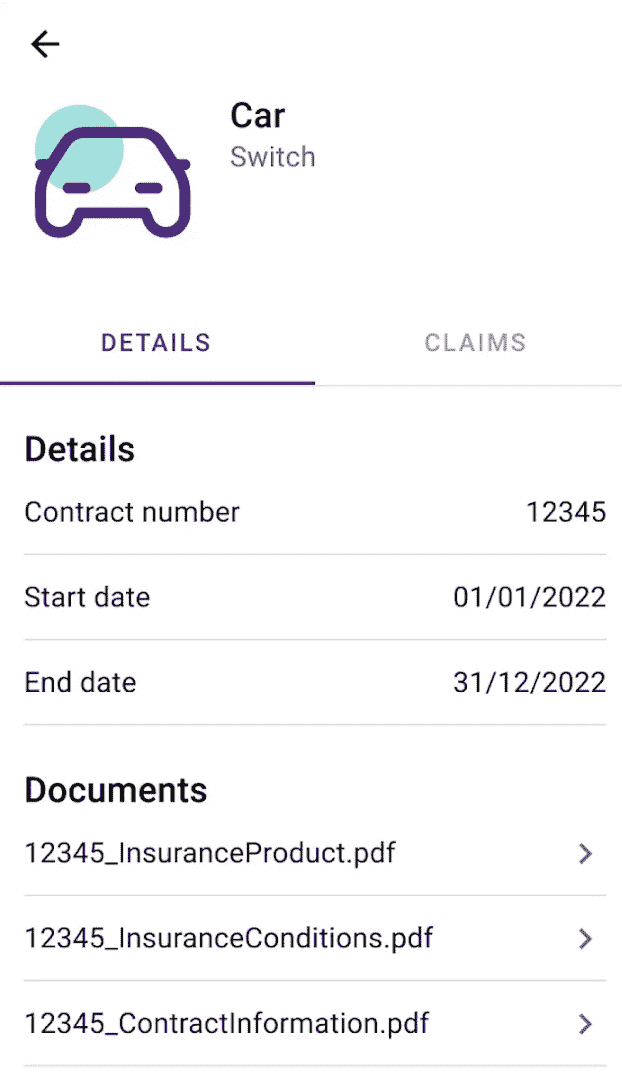 Car
Switch
DETAILS CLAIMS
Details
Contract number 12345
Start date 01/01/2022
End date 31/12/2022
Documents
12345_InsuranceProduct.pdf
12345_InsuranceConditions.pdf
12345_ContractInformation.pdf